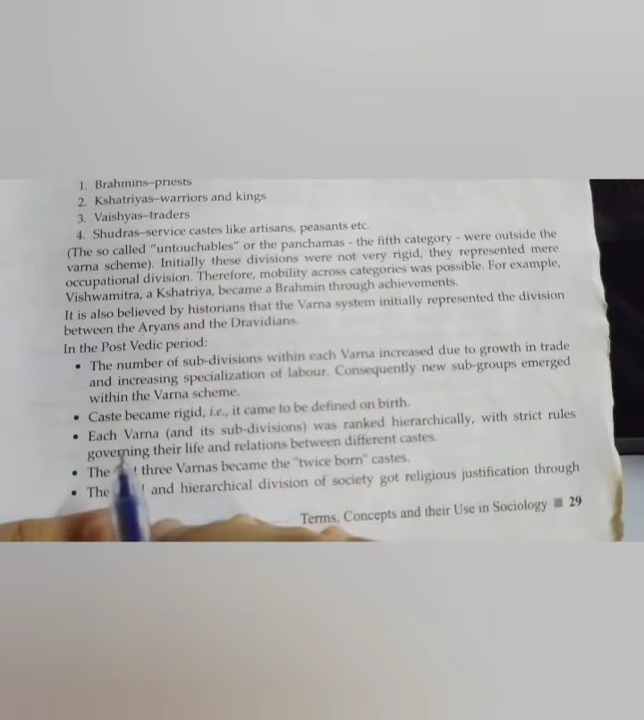 1. Brahmins–priests
2. Kshatriyas–warriors and kings
3. Vaishyas–traders
4. Shudras–service castes like artisans, peasants etc.
(The so called "untouchables" or the panchamas - the fifth category - were outside the
varna scheme). Initially these divisions were not very rigid, they represented mere
occupational division. Therefore, mobility across categories was possible. For example,
Vishwamitra, a Kshatriya, became a Brahmin through achievements.
It is also believed by historians that the Varna system initially represented the division
between the Aryans and the Dravidians.
In the Post Vedic period:
• The number of sub-divisions within each Varna increased due to growth in trade
and increasing specialization of labour. Consequently new sub-groups emerged
within the Varna scheme.
• Caste became rigid, i.e., it came to be defined on birth.
• Each Varna (and its sub-divisions) was ranked hierarchically, with strict rules
governing their life and relations between different castes.
• The three Varnas became the "twice born" castes.
• The and hierarchical division of society got religious justification through
Terms, Concepts and their Use in Sociology ■ 29